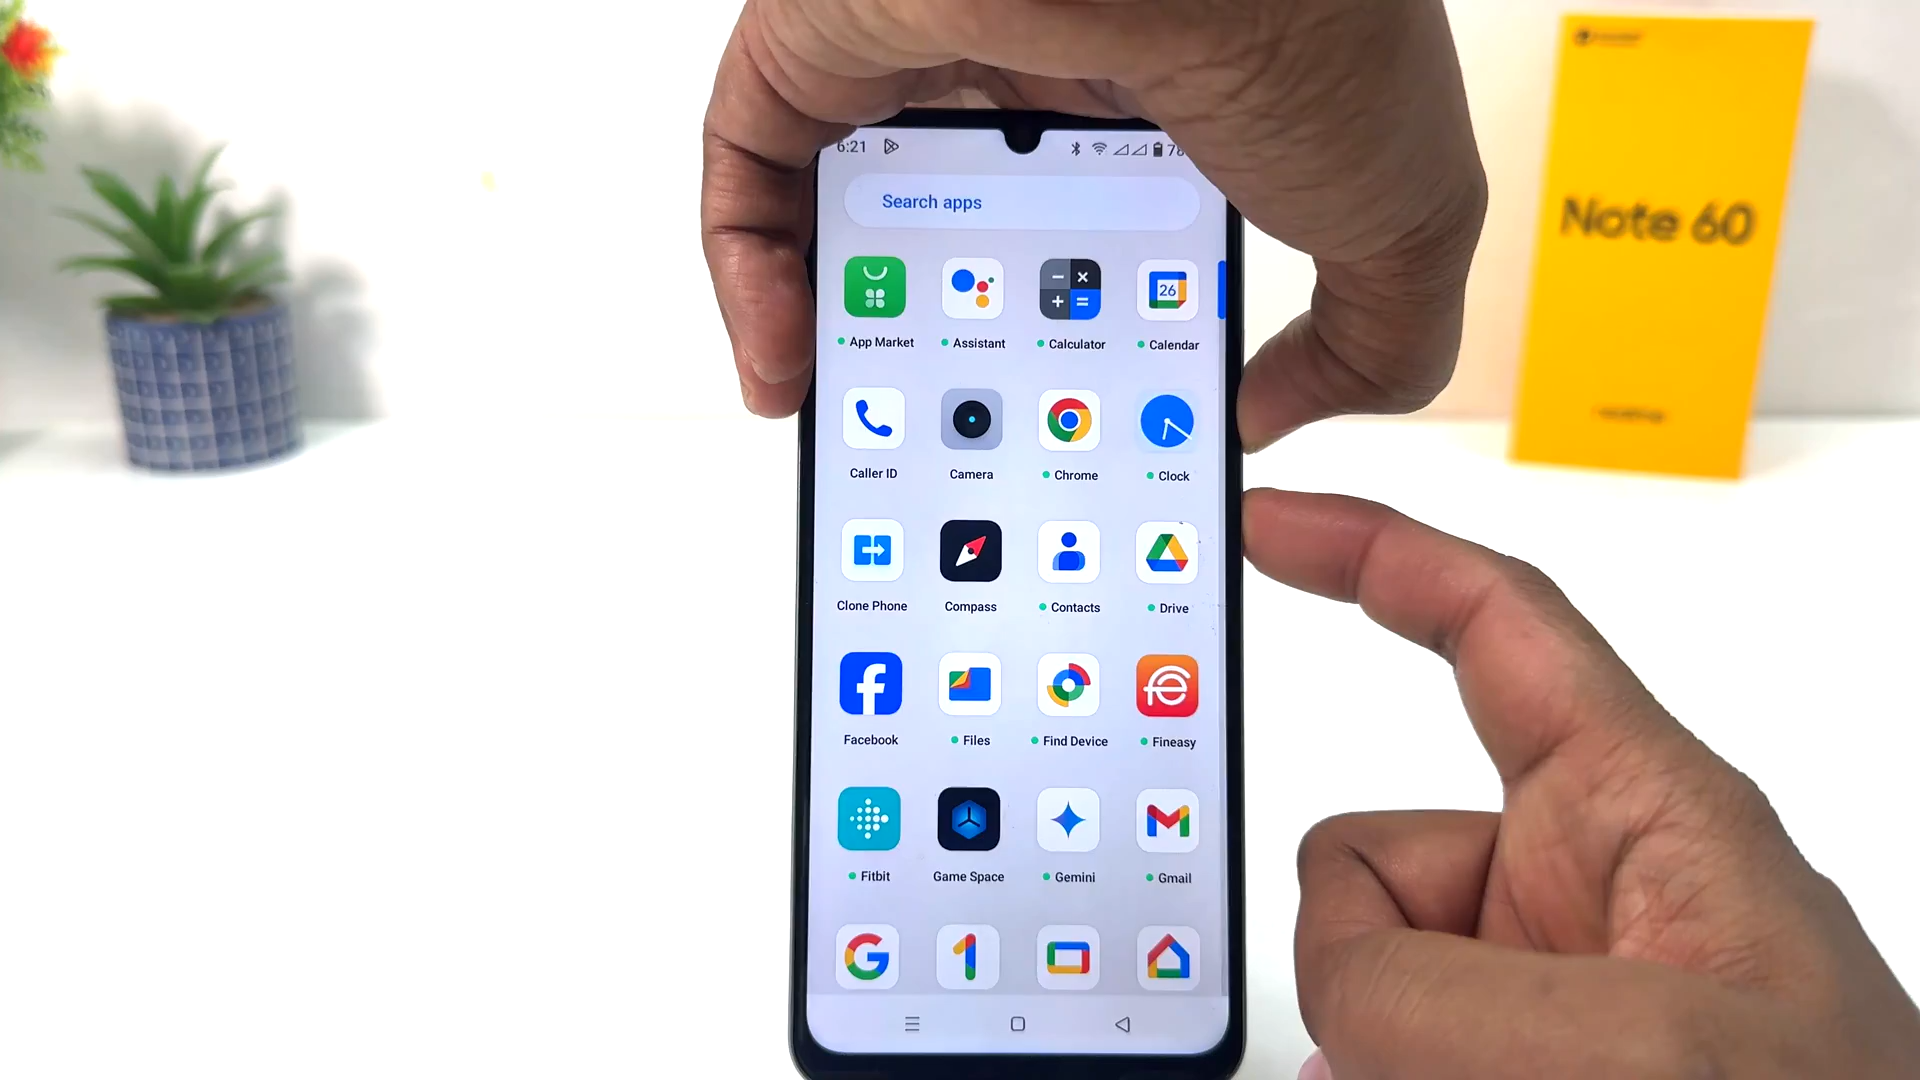 6:21
78
Search apps
App Market Assistant Calculator Calendar
26
Caller ID Camera Chrome Clock
Clone Phone Compass Contacts Drive
Facebook Files Find Device Fineasy
Fitbit Game Space Gemini Gmail
Note 60